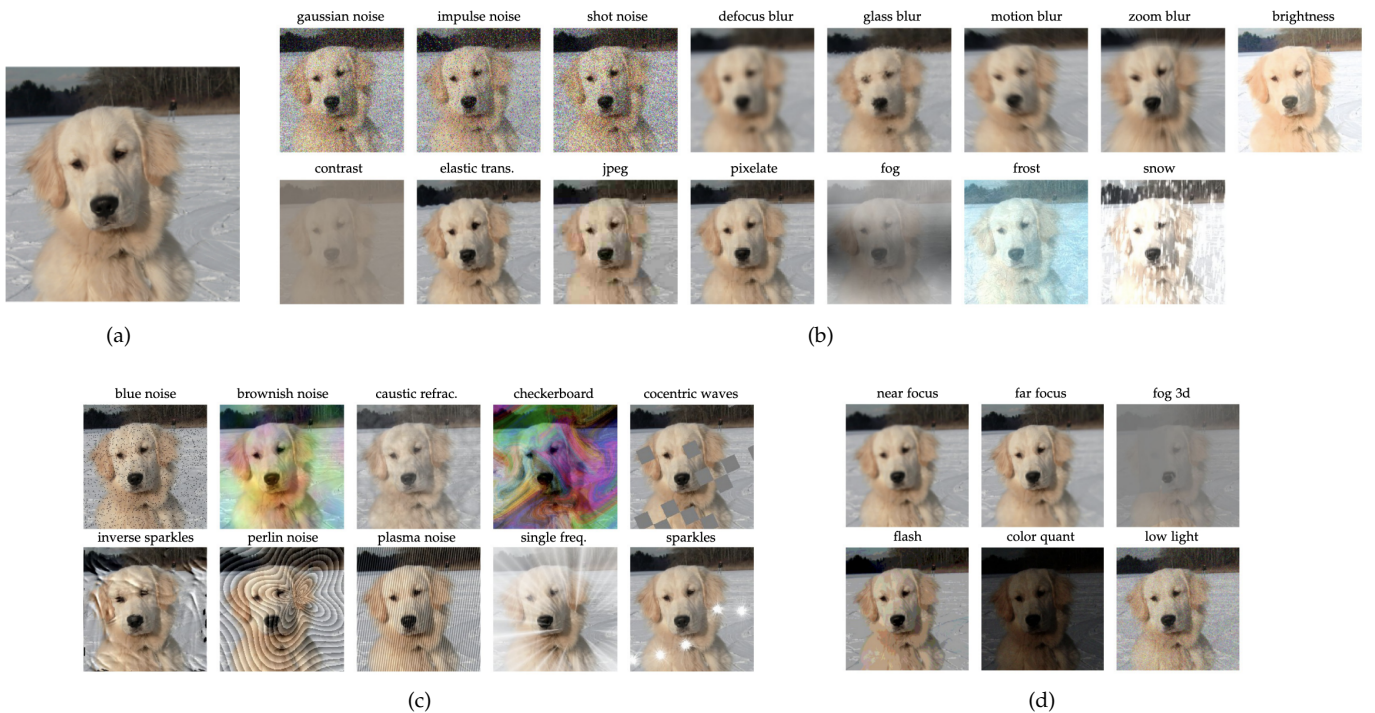 gaussian noise impulse noise shot noise defocus blur glass blur motion blur zoom blur brightness
contrast elastic trans. jpeg pixelate fog frost snow
(a)
(b)
blue noise brownish noise caustic refrac. checkerboard cocentric waves
inverse sparkles perlin noise plasma noise single freq. sparkles
(c)
near focus far focus fog 3d
flash color quant low light
(d)